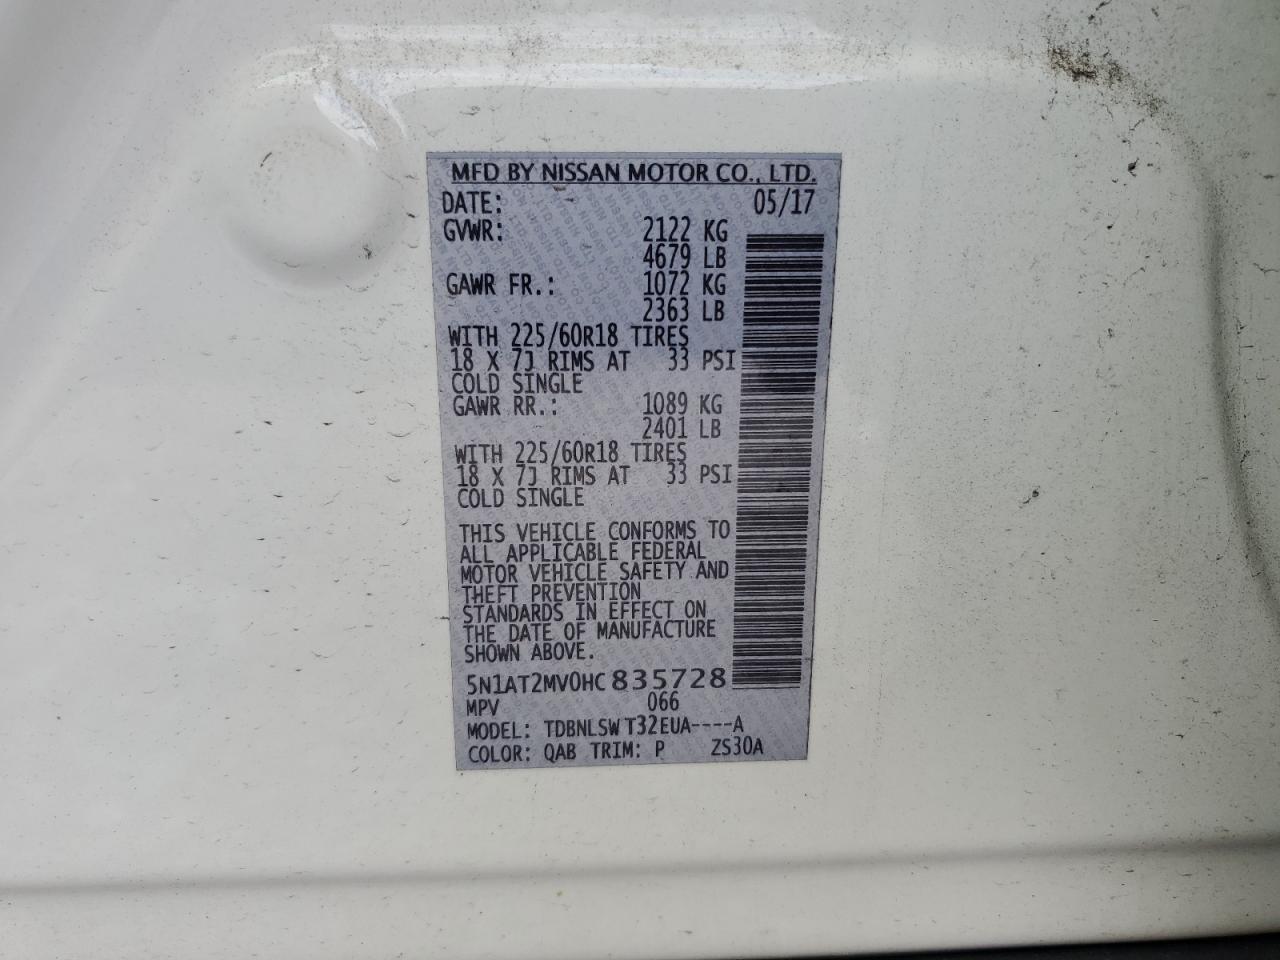 MFD BY NISSAN MOTOR CO., LTD.
DATE: 05/17
GVWR: 2122 KG
4679 LB
GAWR FR.: 1072 KG
2363 LB
WITH 225/60R18 TIRES
18 X 7J RIMS AT 33 PSI
COLD SINGLE
GAWR RR.: 1089 KG
2401 LB
WITH 225/60R18 TIRES
18 X 7J RIMS AT 33 PSI
COLD SINGLE
THIS VEHICLE CONFORMS TO
ALL APPLICABLE FEDERAL
MOTOR VEHICLE SAFETY AND
THEFT PREVENTION
STANDARDS IN EFFECT ON
THE DATE OF MANUFACTURE
SHOWN ABOVE.
5N1AT2MV0HC835728
MPV 066
MODEL: TDBNLSW T32EUA----A
COLOR: QAB TRIM: P ZS30A